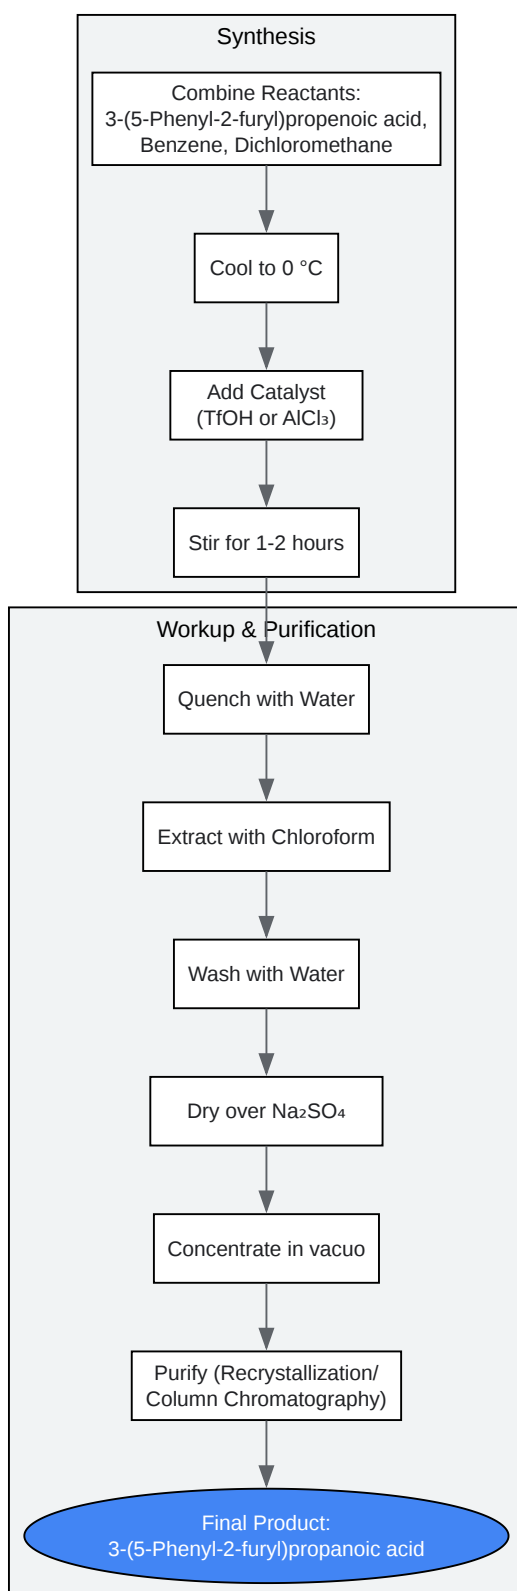 Synthesis
Combine Reactants:
3-(5-Phenyl-2-furyl)propenoic acid,
Benzene, Dichloromethane
Cool to 0 °C
Add Catalyst
(TfOH or AlCl₃)
Stir for 1-2 hours
Workup & Purification
Quench with Water
Extract with Chloroform
Wash with Water
Dry over Na₂SO₄
Concentrate in vacuo
Purify (Recrystallization/
Column Chromatography)
Final Product:
3-(5-Phenyl-2-furyl)propanoic acid